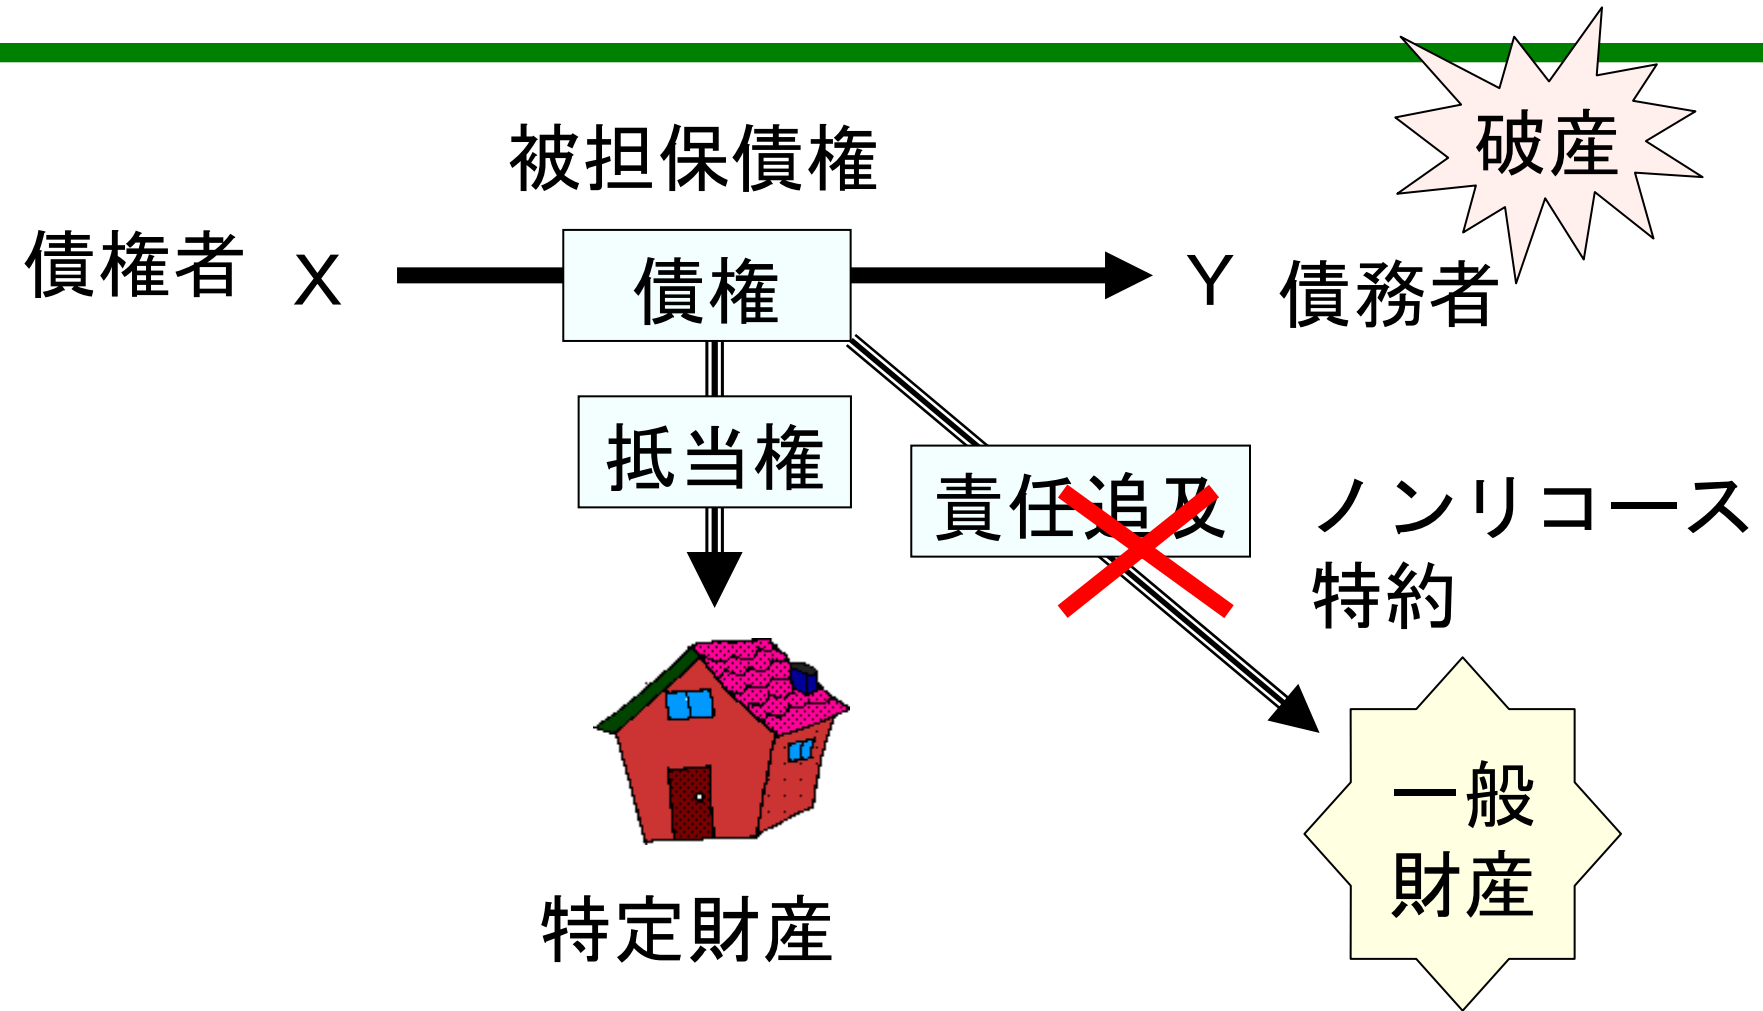 破産
被担保債権
債権者 X
債権
Y 債務者
抵当権
責任追及
ノンリコース
特約
一般
財産
特定財産